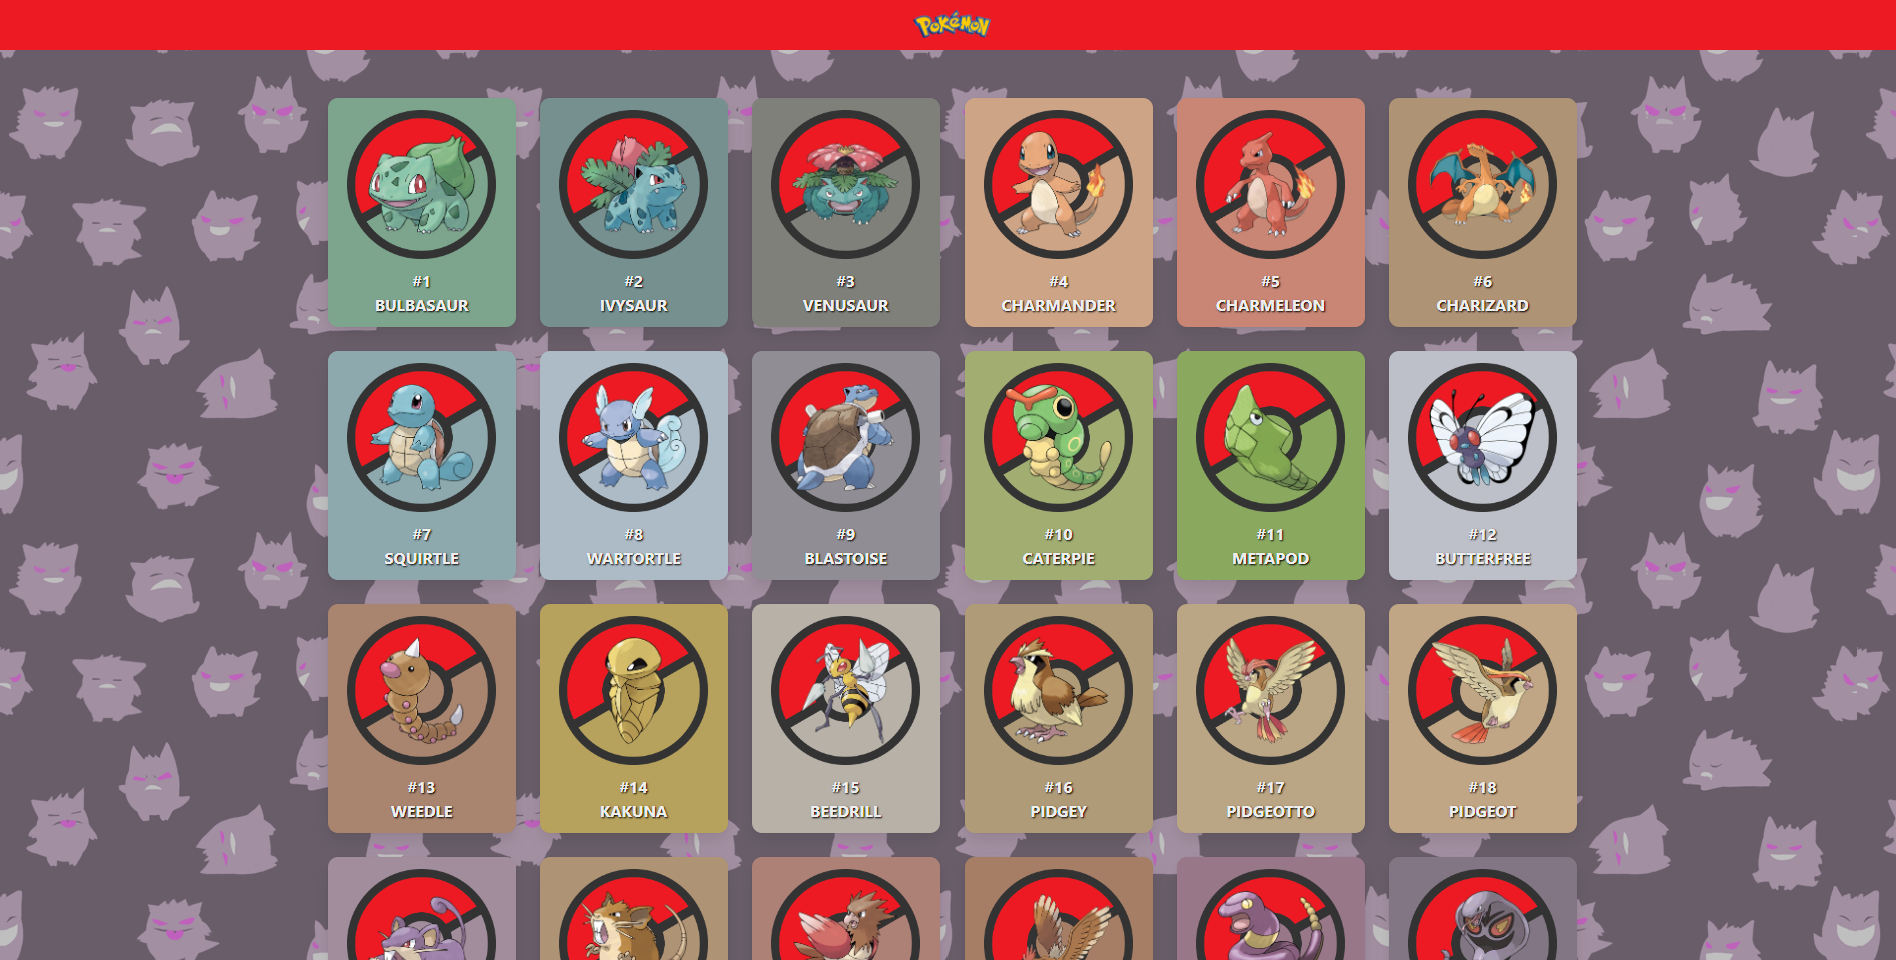 POKéMON
#1
BULBASAUR
#2
IVYSAUR
#3
VENUSAUR
#4
CHARMANDER
#5
CHARMELEON
#6
CHARIZARD
#7
SQUIRTLE
#8
WARTORTLE
#9
BLASTOISE
#10
CATERPIE
#11
METAPOD
#12
BUTTERFREE
#13
WEEDLE
#14
KAKUNA
#15
BEEDRILL
#16
PIDGEY
#17
PIDGEOTTO
#18
PIDGEOT